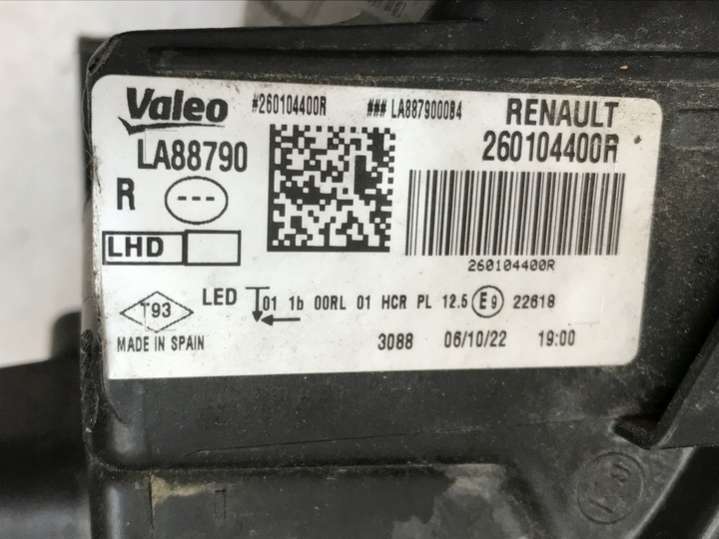 Valeo #260104400R ### LA8879000B4 RENAULT
LA88790 260104400R
R ---
LHD
260104400R
T93 LED 01 1b 00RL 01 HCR PL 12.5 E9 22618
MADE IN SPAIN 3088 06/10/22 19:00